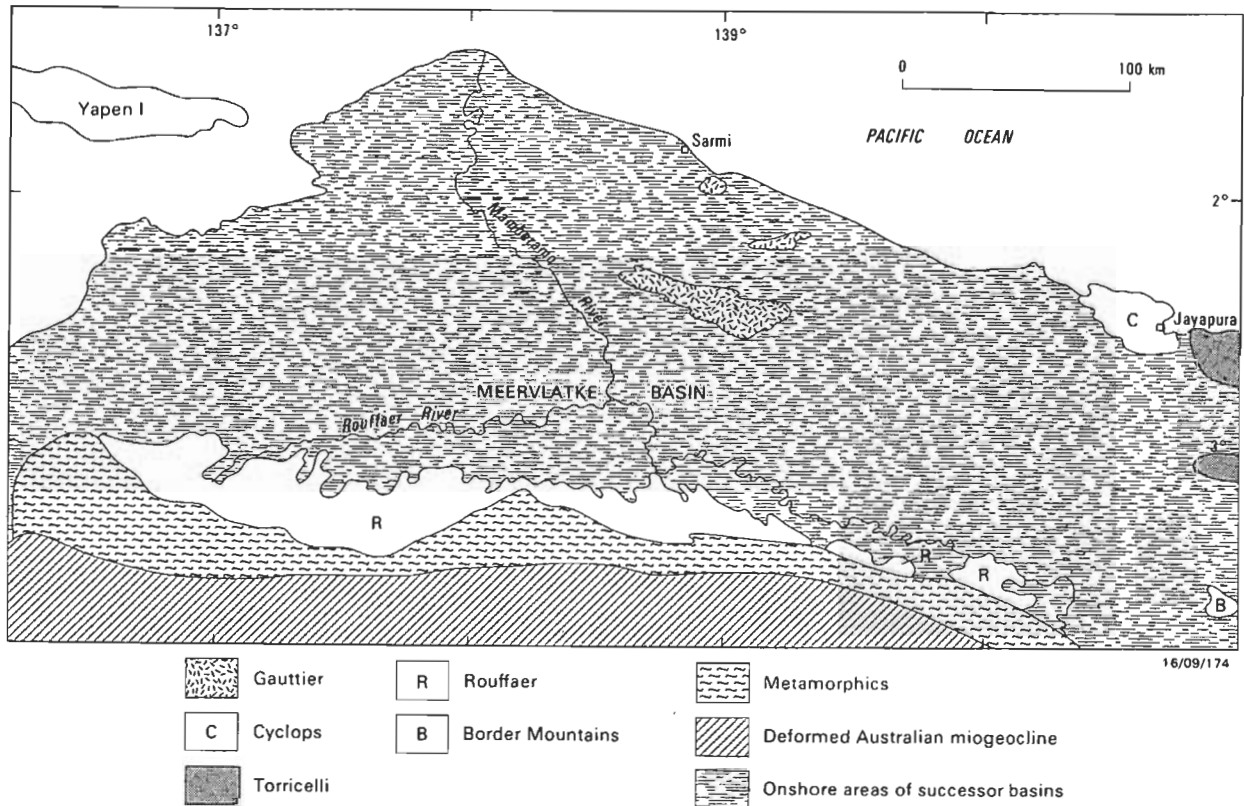 137°
139°
0
100 km
Yapen I
Sarmi
PACIFIC OCEAN
2°
Mamberamo
River
C
Jayapura
MEERVLATKE BASIN
Rouffaer River
3°
R
R
R
B
16/09/174
Gauttier
R Rouffaer
Metamorphics
C Cyclops
B Border Mountains
Deformed Australian miogeocline
Torricelli
Onshore areas of successor basins